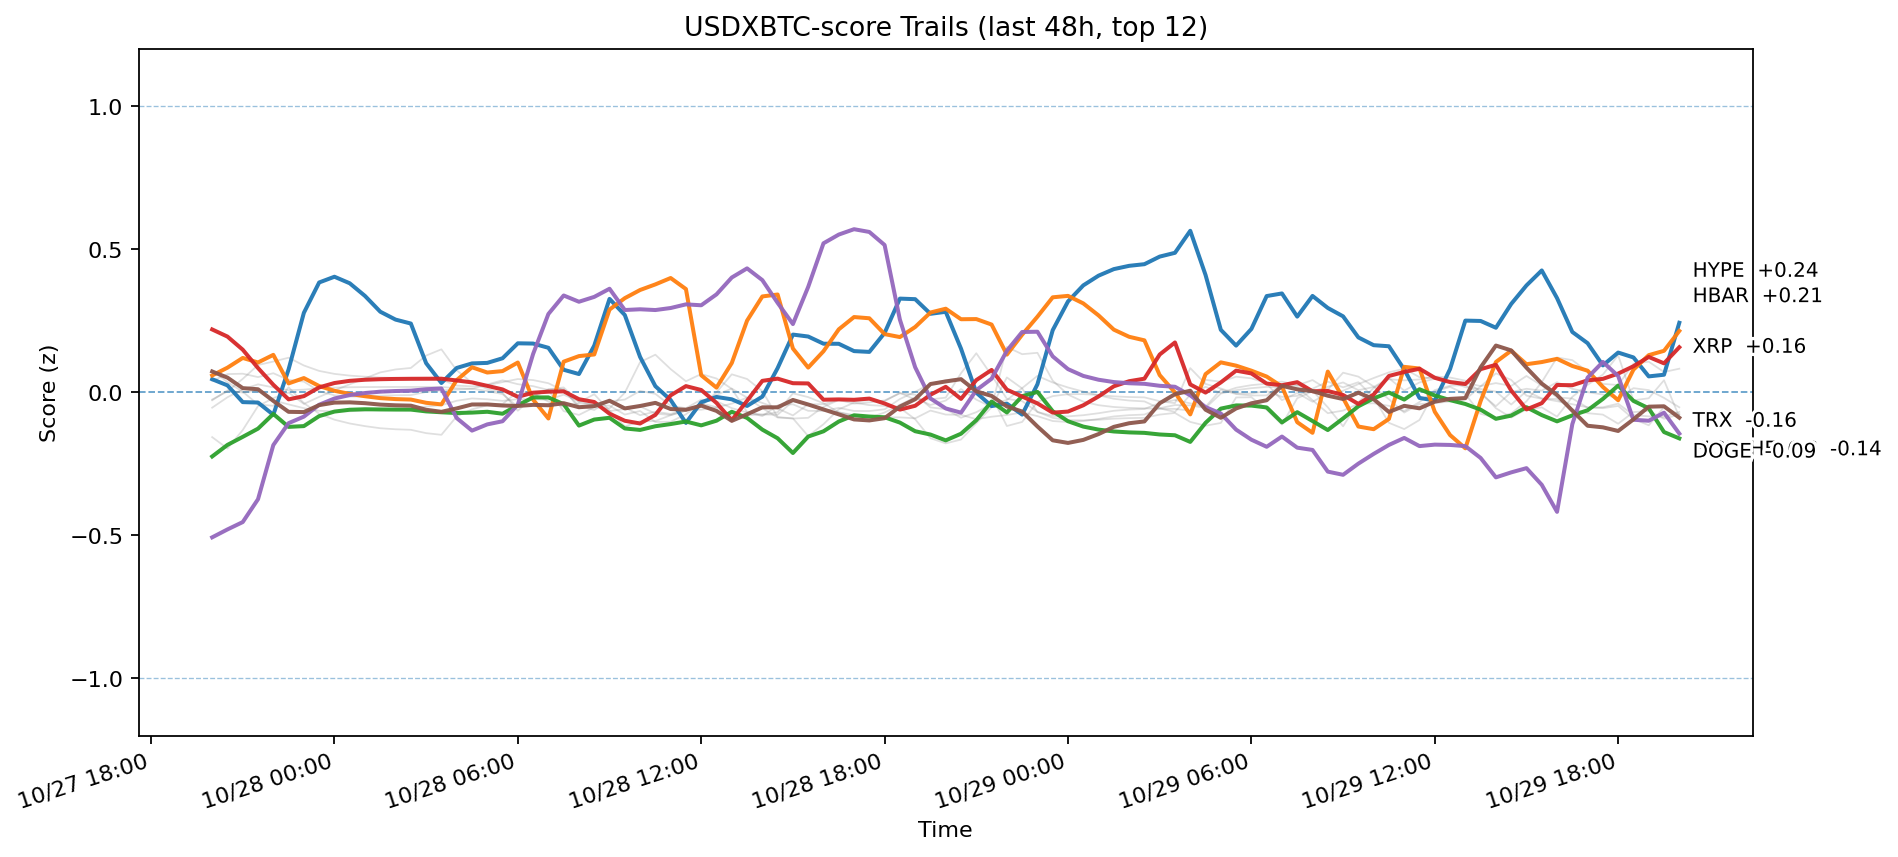 USDXBTC-score Trails (last 48h, top 12)
1.0
0.5
0.0
−0.5
−1.0
Score (z)
HYPE +0.24
HBAR +0.21
XRP +0.16
TRX -0.16
DOGE -0.09
-0.14
10/27 18:00
10/28 00:00
10/28 06:00
10/28 12:00
10/28 18:00
10/29 00:00
10/29 06:00
10/29 12:00
10/29 18:00
Time